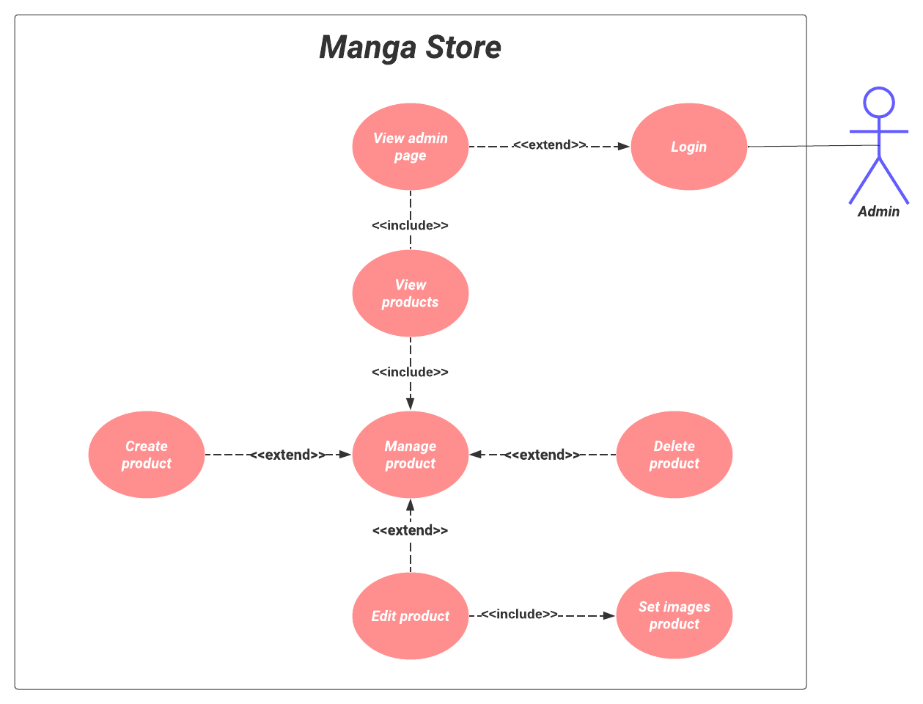 Manga Store
View admin
page
<<extend>>
Login
Admin
<<include>>
View
products
<<include>>
Create
product
<<extend>>
Manage
product
<<extend>>
Delete
product
<<extend>>
Edit product
<<include>>
Set images
product